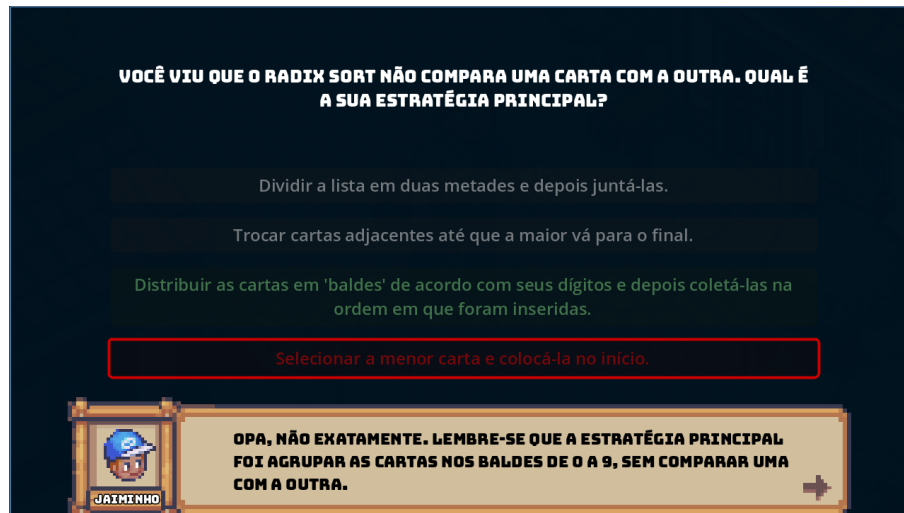 VOCÊ VIU QUE O RADIX SORT NÃO COMPARA UMA CARTA COM A OUTRA. QUAL É
A SUA ESTRATÉGIA PRINCIPAL?
Dividir a lista em duas metades e depois juntá-las.
Trocar cartas adjacentes até que a maior vá para o final.
Distribuir as cartas em 'baldes' de acordo com seus dígitos e depois coletá-las na
ordem em que foram inseridas.
Selecionar a menor carta e colocá-la no início.
OPA, NÃO EXATAMENTE. LEMBRE-SE QUE A ESTRATÉGIA PRINCIPAL
FOI AGRUPAR AS CARTAS NOS BALDES DE 0 A 9, SEM COMPARAR UMA
COM A OUTRA.
JAIMINHO